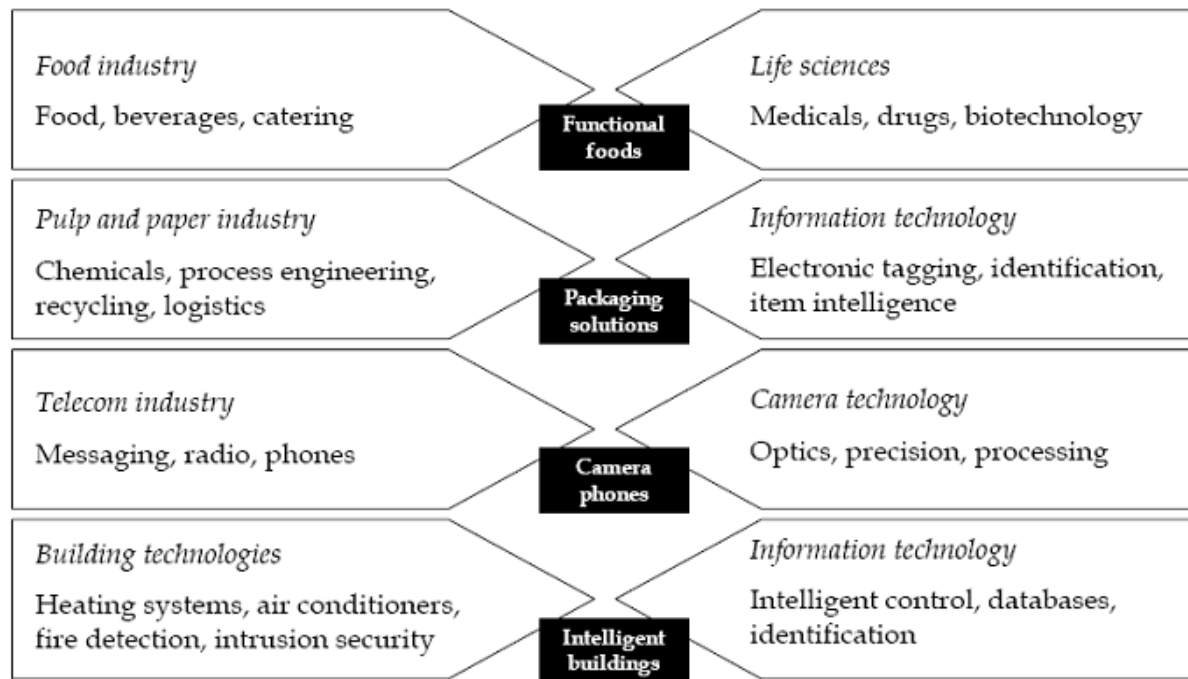 Food industry
Food, beverages, catering
Functional
foods
Life sciences
Medicals, drugs, biotechnology
Pulp and paper industry
Chemicals, process engineering,
recycling, logistics
Packaging
solutions
Information technology
Electronic tagging, identification,
item intelligence
Telecom industry
Messaging, radio, phones
Camera
phones
Camera technology
Optics, precision, processing
Building technologies
Heating systems, air conditioners,
fire detection, intrusion security
Intelligent
buildings
Information technology
Intelligent control, databases,
identification